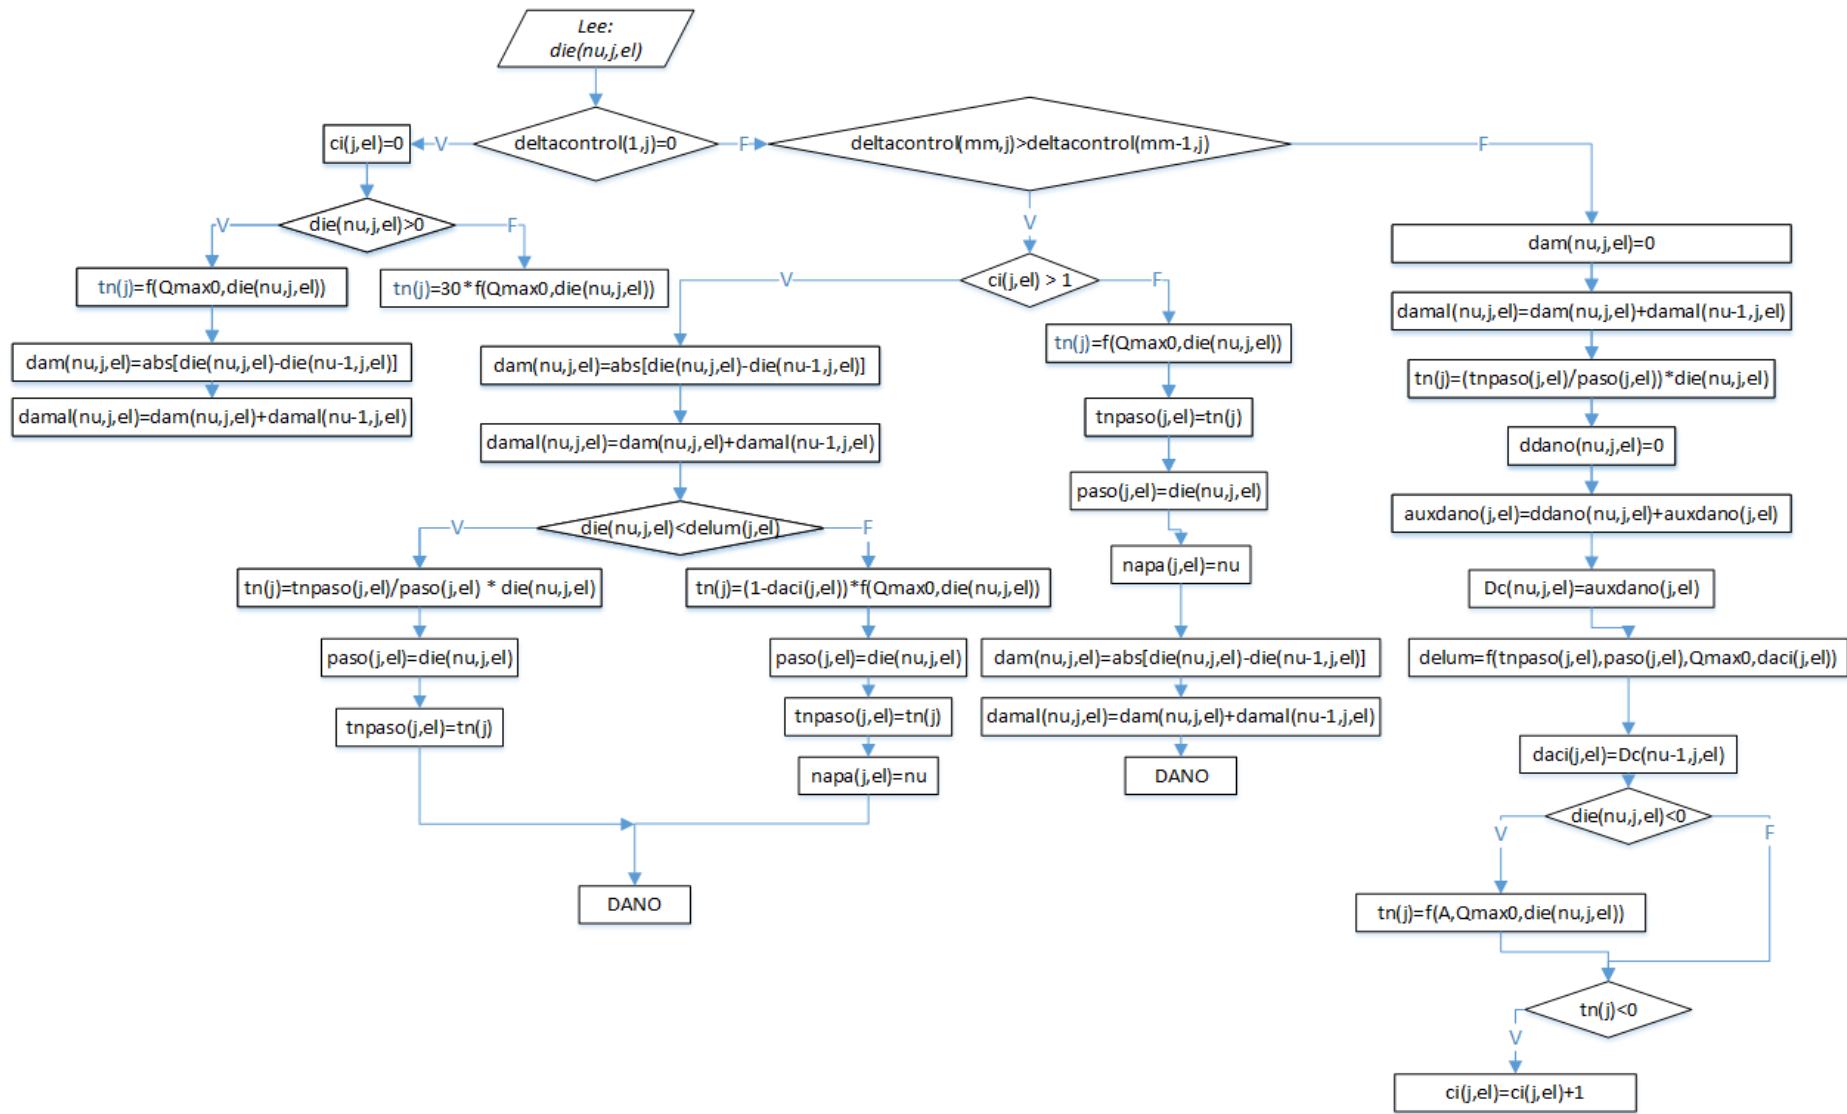 Lee:
die(nu,j,el)
deltacontrol(1,j)=0
V
F
ci(j,el)=0
die(nu,j,el)>0
V
F
tn(j)=f(Qmax0,die(nu,j,el))
dam(nu,j,el)=abs[die(nu,j,el)-die(nu-1,j,el)]
damal(nu,j,el)=dam(nu,j,el)+damal(nu-1,j,el)
tn(j)=30*f(Qmax0,die(nu,j,el))
deltacontrol(mm,j)>deltacontrol(mm-1,j)
V
F
ci(j,el) > 1
V
F
dam(nu,j,el)=abs[die(nu,j,el)-die(nu-1,j,el)]
damal(nu,j,el)=dam(nu,j,el)+damal(nu-1,j,el)
die(nu,j,el)<delum(j,el)
V
F
tn(j)=tnpaso(j,el)/paso(j,el) * die(nu,j,el)
paso(j,el)=die(nu,j,el)
tnpaso(j,el)=tn(j)
tn(j)=(1-daci(j,el))*f(Qmax0,die(nu,j,el))
paso(j,el)=die(nu,j,el)
tnpaso(j,el)=tn(j)
napa(j,el)=nu
DANO
tn(j)=f(Qmax0,die(nu,j,el))
tnpaso(j,el)=tn(j)
paso(j,el)=die(nu,j,el)
napa(j,el)=nu
dam(nu,j,el)=abs[die(nu,j,el)-die(nu-1,j,el)]
damal(nu,j,el)=dam(nu,j,el)+damal(nu-1,j,el)
DANO
dam(nu,j,el)=0
damal(nu,j,el)=dam(nu,j,el)+damal(nu-1,j,el)
tn(j)=(tnpaso(j,el)/paso(j,el))*die(nu,j,el)
ddano(nu,j,el)=0
auxdano(j,el)=ddano(nu,j,el)+auxdano(j,el)
Dc(nu,j,el)=auxdano(j,el)
delum=f(tnpaso(j,el),paso(j,el),Qmax0,daci(j,el))
daci(j,el)=Dc(nu-1,j,el)
die(nu,j,el)<0
V
F
tn(j)=f(A,Qmax0,die(nu,j,el))
tn(j)<0
V
ci(j,el)=ci(j,el)+1